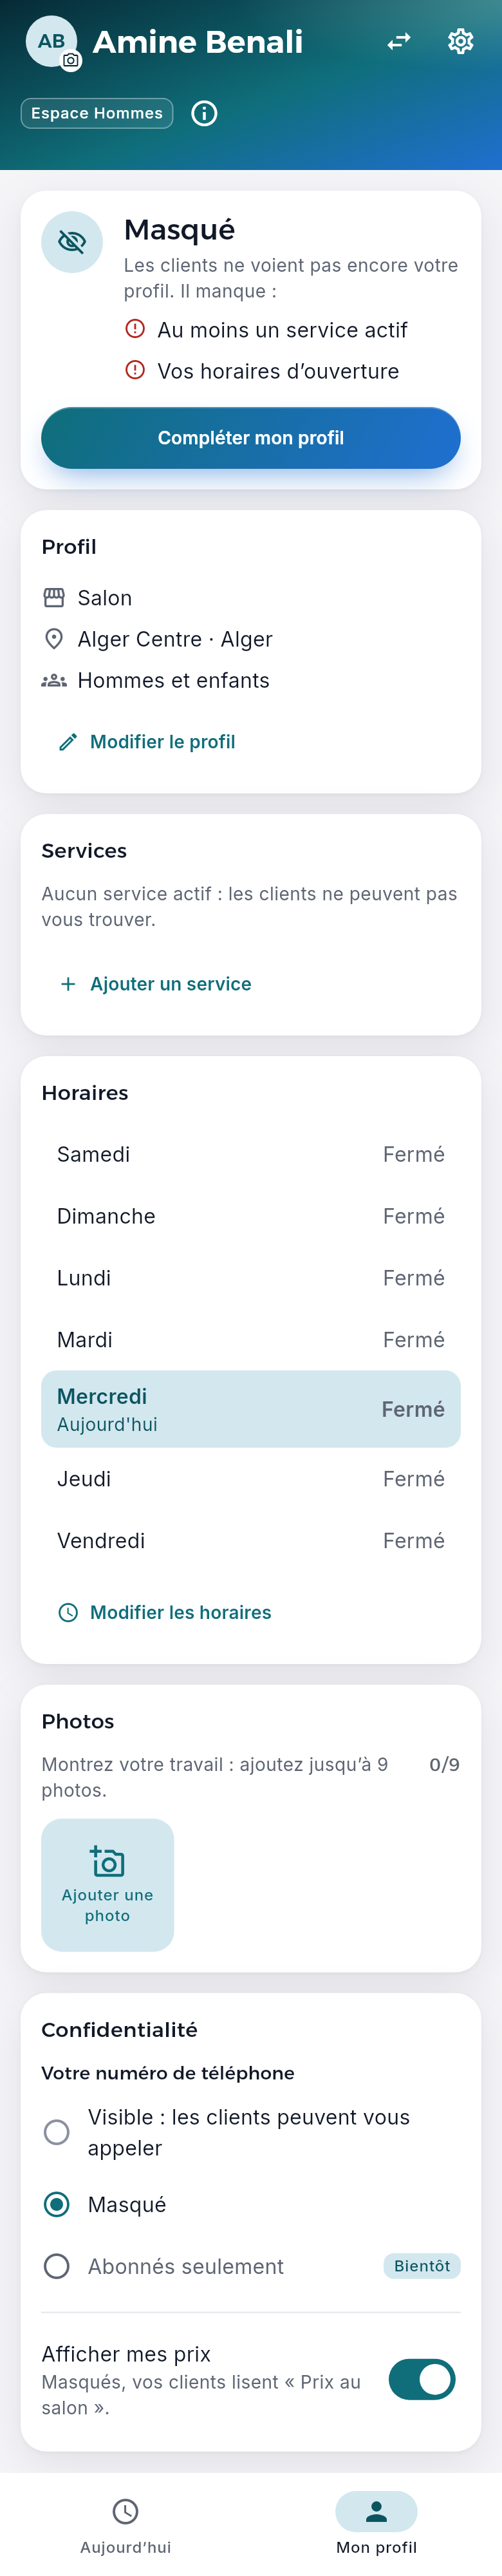 AB
Amine Benali
Espace Hommes
Masqué
Les clients ne voient pas encore votre
profil. Il manque :
Au moins un service actif
Vos horaires d’ouverture
Compléter mon profil
Profil
Salon
Alger Centre · Alger
Hommes et enfants
Modifier le profil
Services
Aucun service actif : les clients ne peuvent pas
vous trouver.
Ajouter un service
Horaires
Samedi Fermé
Dimanche Fermé
Lundi Fermé
Mardi Fermé
Mercredi
Aujourd'hui
Fermé
Jeudi Fermé
Vendredi Fermé
Modifier les horaires
Photos
Montrez votre travail : ajoutez jusqu’à 9
photos.
0/9
Ajouter une
photo
Confidentialité
Votre numéro de téléphone
Visible : les clients peuvent vous
appeler
Masqué
Abonnés seulement Bientôt
Afficher mes prix
Masqués, vos clients lisent « Prix au
salon ».
Aujourd’hui
Mon profil